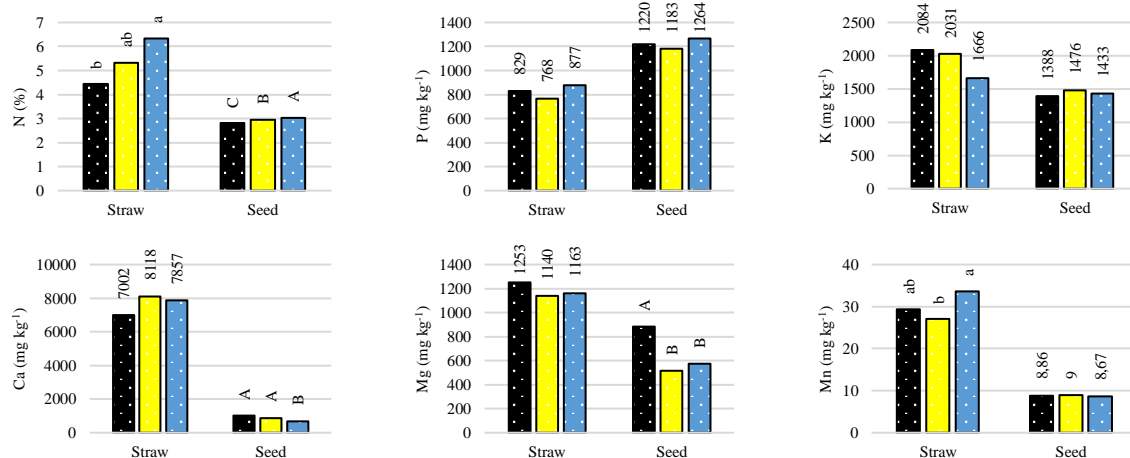 N (%)
7
6
5
4
3
2
1
0
b
ab
a
C
B
A
Straw
Seed
P (mg kg⁻¹)
1400
1200
1000
800
600
400
200
0
829
768
877
1220
1183
1264
Straw
Seed
K (mg kg⁻¹)
2500
2000
1500
1000
500
0
2084
2031
1666
1388
1476
1433
Straw
Seed
Ca (mg kg⁻¹)
10000
8000
6000
4000
2000
0
7002
8118
7857
A
A
B
Straw
Seed
Mg (mg kg⁻¹)
1400
1200
1000
800
600
400
200
0
1253
1140
1163
A
B
B
Straw
Seed
Mn (mg kg⁻¹)
40
30
20
10
0
ab
b
a
8,86
9
8,67
Straw
Seed